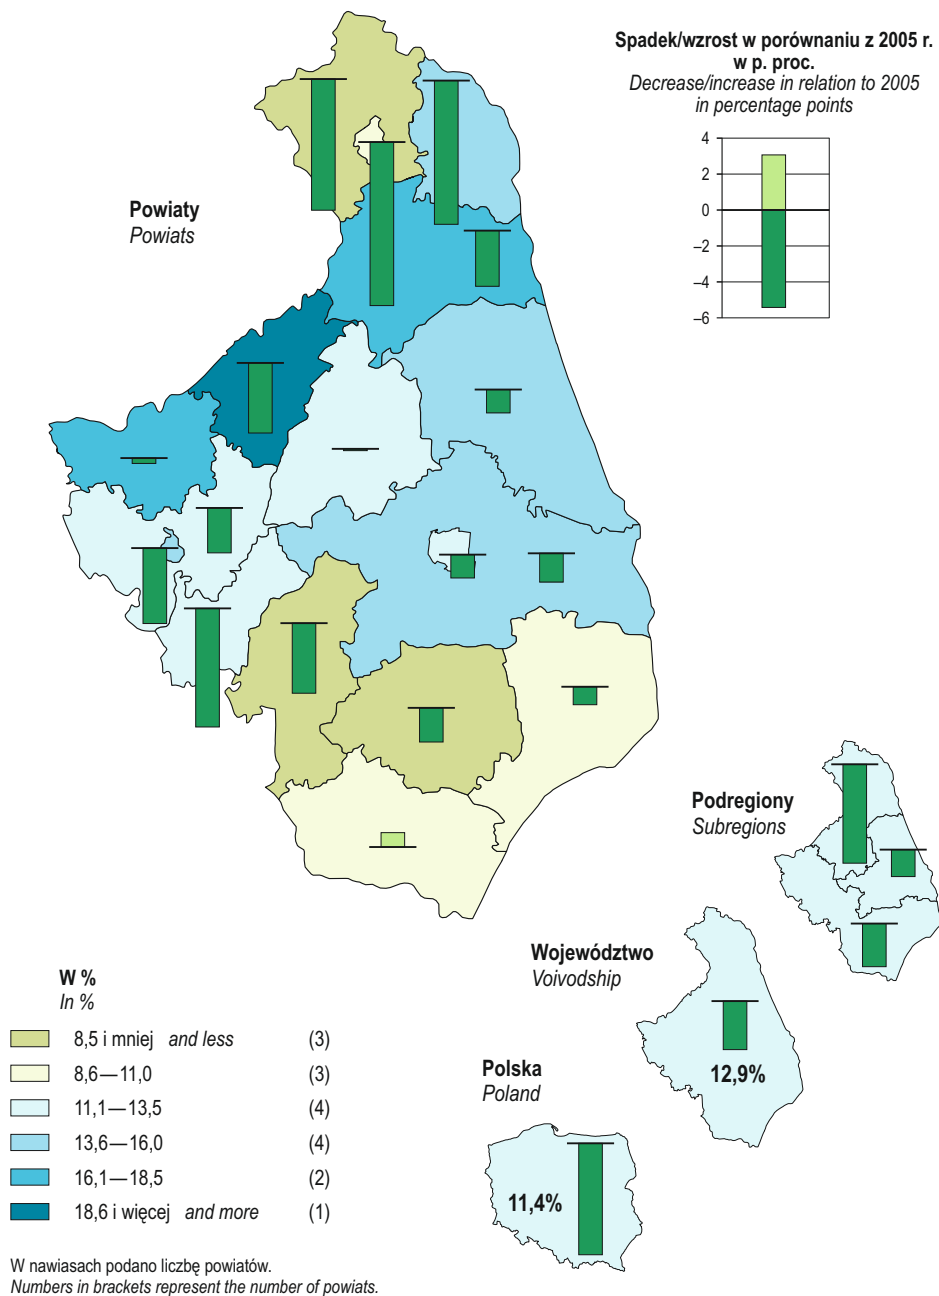 Spadek/wzrost w porównaniu z 2005 r.
w p. proc.
Decrease/increase in relation to 2005
in percentage points
4
2
0
–2
–4
–6
Powiaty
Powiats
Podregiony
Subregions
Województwo
Voivodship
12,9%
Polska
Poland
11,4%
W %
In %
8,5 i mniej and less (3)
8,6—11,0 (3)
11,1—13,5 (4)
13,6—16,0 (4)
16,1—18,5 (2)
18,6 i więcej and more (1)
W nawiasach podano liczbę powiatów.
Numbers in brackets represent the number of powiats.